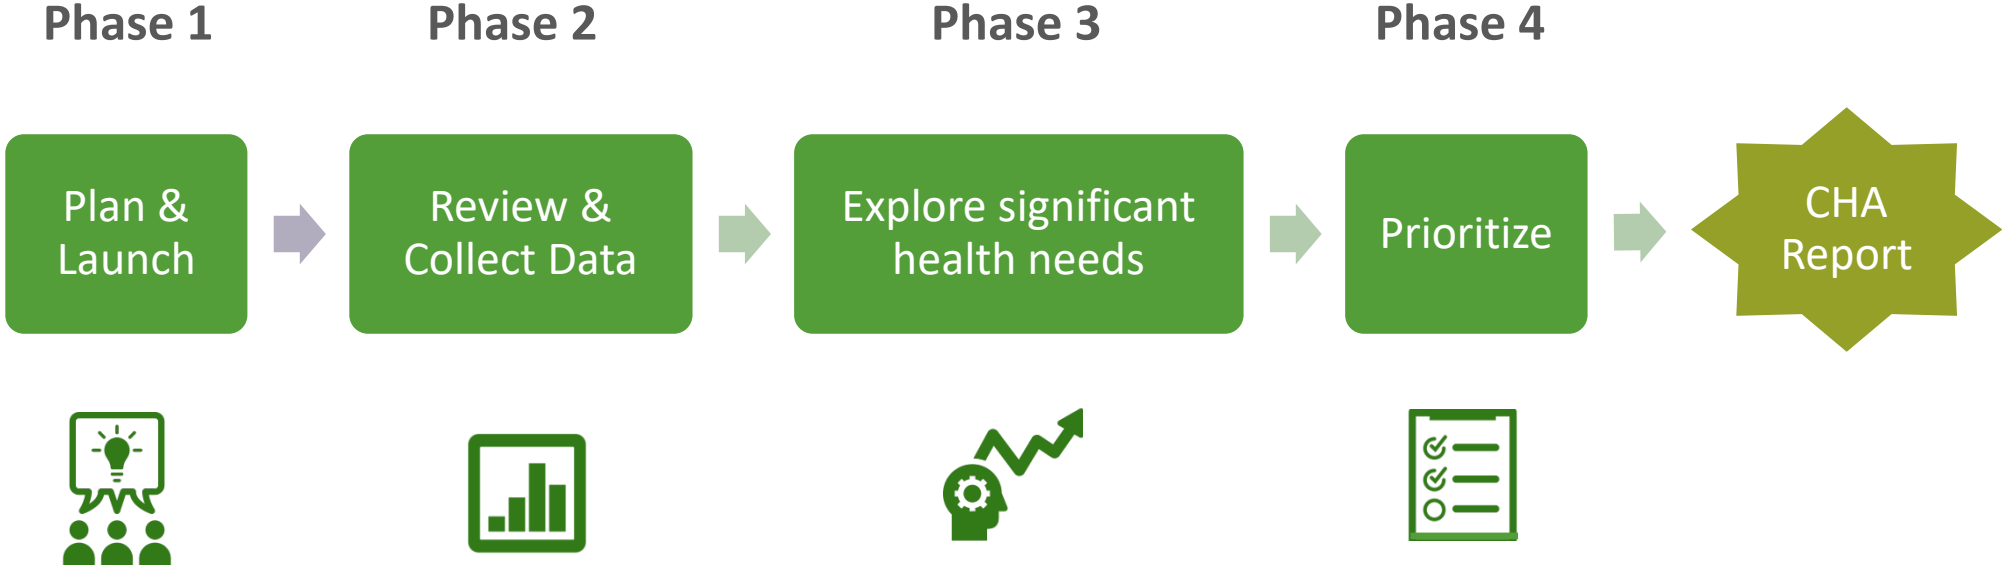 Phase 1
Phase 2
Phase 3
Phase 4
Plan &
Launch
Review &
Collect Data
Explore significant
health needs
Prioritize
CHA
Report